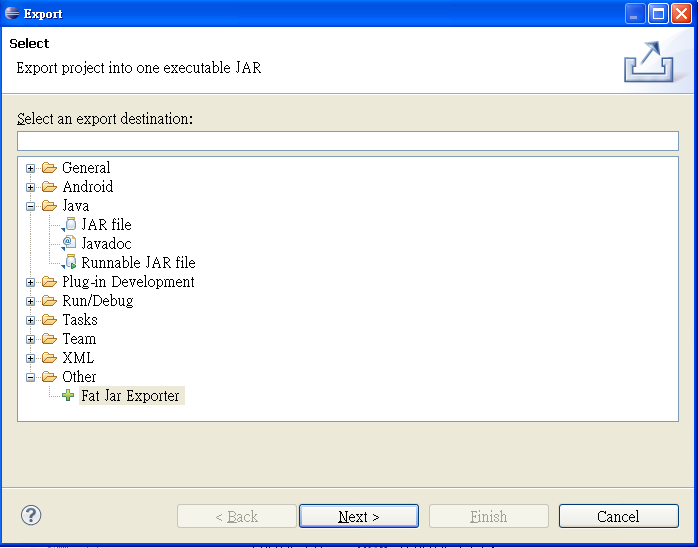 Export
Select
Export project into one executable JAR
Select an export destination:
General
Android
Java
JAR file
Javadoc
Runnable JAR file
Plug-in Development
Run/Debug
Tasks
Team
XML
Other
Fat Jar Exporter
< Back Next > Finish Cancel